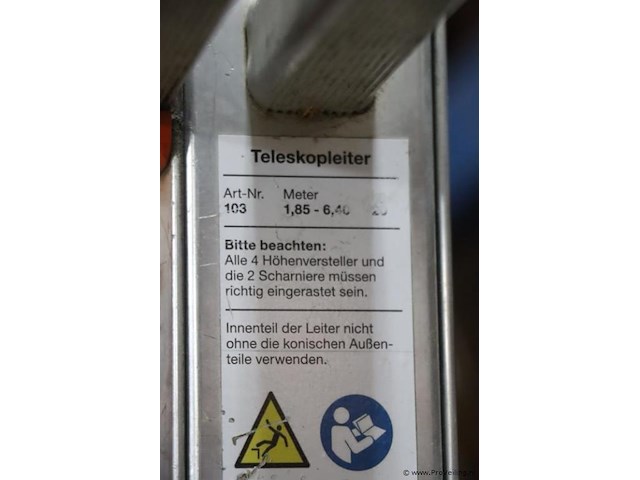 Teleskopleiter
Art-Nr. Meter
103 1,85 - 6,40
Bitte beachten:
Alle 4 Höhenversteller und
die 2 Scharniere müssen
richtig eingerastet sein.
Innenteil der Leiter nicht
ohne die konischen Außen-
teile verwenden.